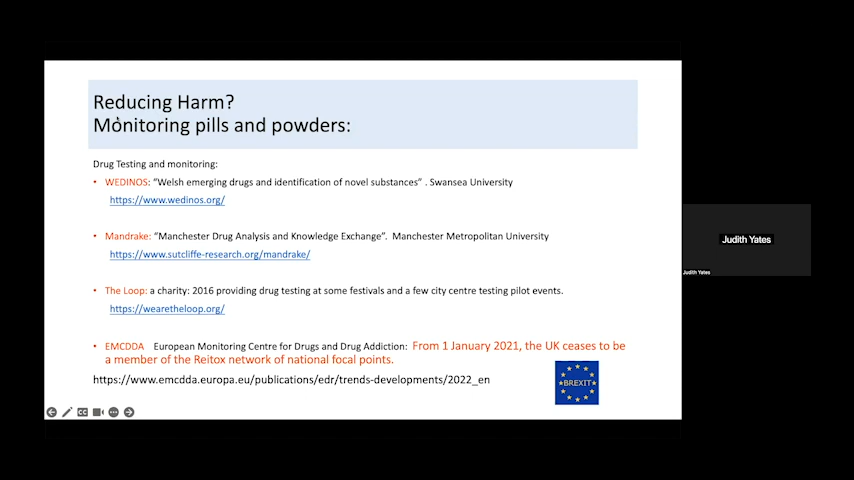 Reducing Harm?
Monitoring pills and powders:
Drug Testing and monitoring:
• WEDINOS: “Welsh emerging drugs and identification of novel substances” . Swansea University
https://www.wedinos.org/
• Mandrake: “Manchester Drug Analysis and Knowledge Exchange”. Manchester Metropolitan University
https://www.sutcliffe-research.org/mandrake/
• The Loop: a charity: 2016 providing drug testing at some festivals and a few city centre testing pilot events.
https://wearetheloop.org/
• EMCDDA European Monitoring Centre for Drugs and Drug Addiction: From 1 January 2021, the UK ceases to be
a member of the Reitox network of national focal points.
https://www.emcdda.europa.eu/publications/edr/trends-developments/2022_en
BREXIT
CC
Judith Yates
Judith Yates